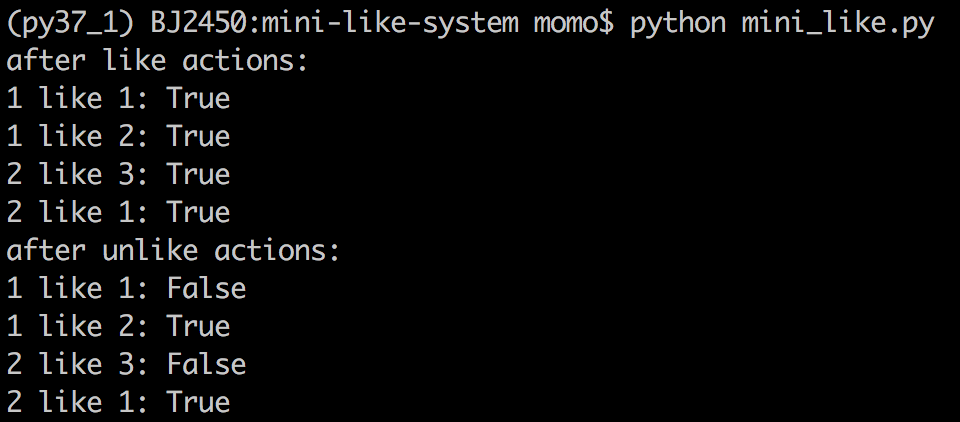 (py37_1) BJ2450:mini-like-system momo$ python mini_like.py
after like actions:
1 like 1: True
1 like 2: True
2 like 3: True
2 like 1: True
after unlike actions:
1 like 1: False
1 like 2: True
2 like 3: False
2 like 1: True